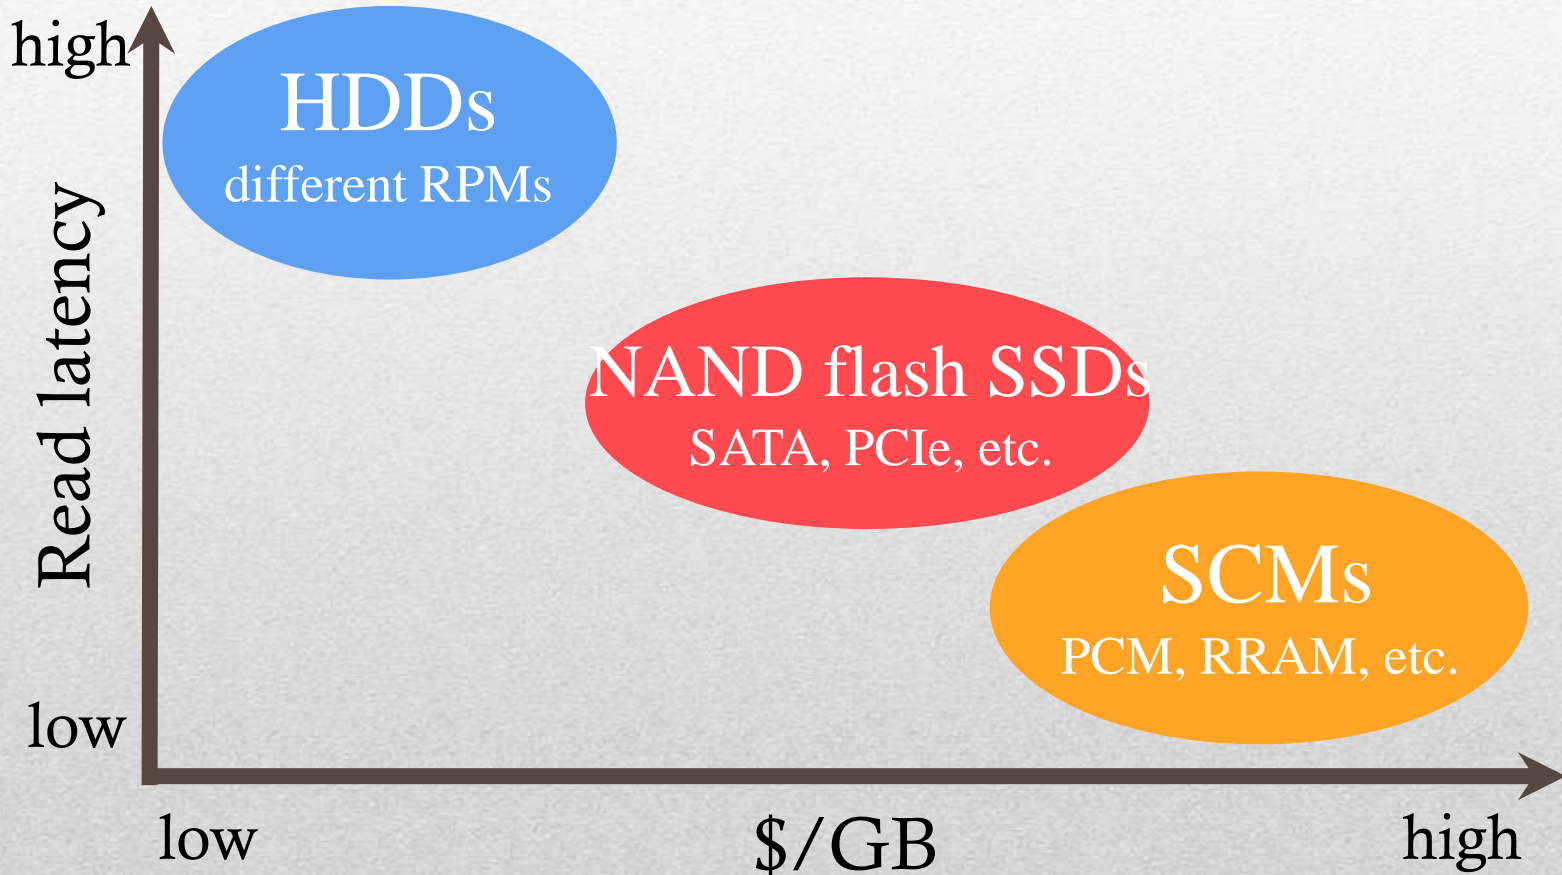 high
HDDs
different RPMs
Read latency
NAND flash SSDs
SATA, PCIe, etc.
SCMs
PCM, RRAM, etc.
low
low
$/GB
high